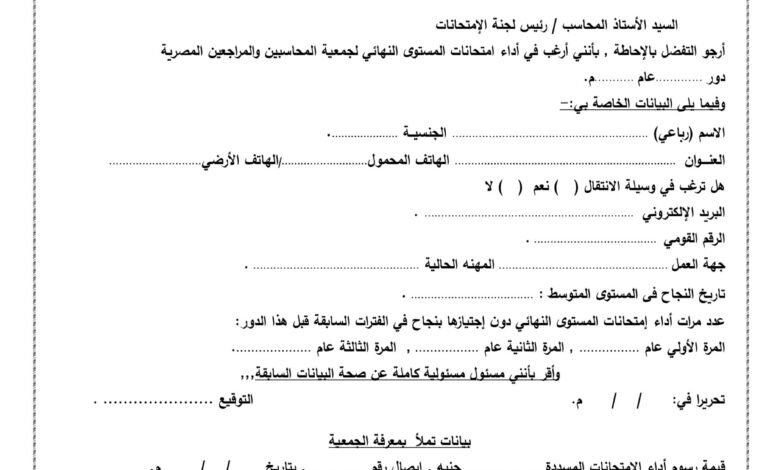 السيد الأستاذ المحاسب / رئيس لجنة الإمتحانات
أرجو التفضل بالإحاطة , بأنني أرغب في أداء امتحانات المستوى النهائي لجمعية المحاسبين والمراجعين المصرية
دور .............عام ...........م.
وفيما يلى البيانات الخاصة بي:-
الاسم (رباعي) ...................................................... الجنسيـة ................... .
العنـوان ...................................................... الهاتف المحمول......................../الهاتف الأرضي..........................
هل ترغب في وسيلة الانتقال (   ) نعم (   ) لا
البريد الإلكتروني ........................................................... .
الرقم القومي ................................... .
جهة العمل ................................................المهنه الحالية ............................................... .
تاريخ النجاح فى المستوى المتوسط : ................................... .
عدد مرات أداء إمتحانات المستوى النهائي دون إجتيازها بنجاح في الفترات السابقة قبل هذا الدور:
المرة الأولي عام ................ , المرة الثانية عام ................. , المرة الثالثة عام .....................
وأقر بأنني مسئول مسئولية كاملة عن صحة البيانات السابقة,,,
تحريرا في:    /    /    م.    التوقيع ...................... .
بيانات تملأ بمعرفة الجمعية
قيمة رسوم أداء الامتحانات المسددة ...................... جنيه , ايصال رقم ................ , بتاريخ    /    /    م.